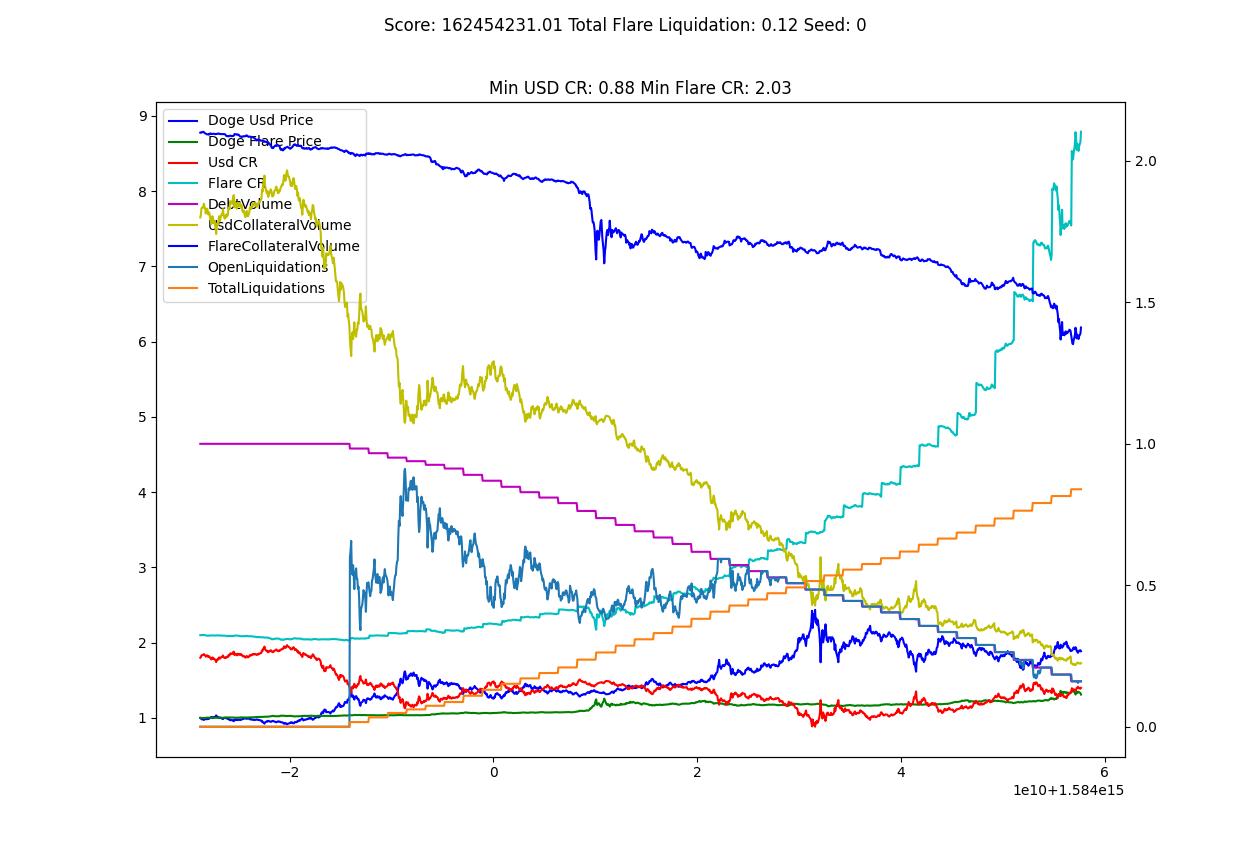 Score: 162454231.01 Total Flare Liquidation: 0.12 Seed: 0
Min USD CR: 0.88 Min Flare CR: 2.03
Doge Usd Price
Doge Flare Price
Usd CR
Flare CR
DebtVolume
UsdCollateralVolume
FlareCollateralVolume
OpenLiquidations
TotalLiquidations
9
8
7
6
5
4
3
2
1
2.0
1.5
1.0
0.5
0.0
−2 0 2 4 6
1e10+1.584e15